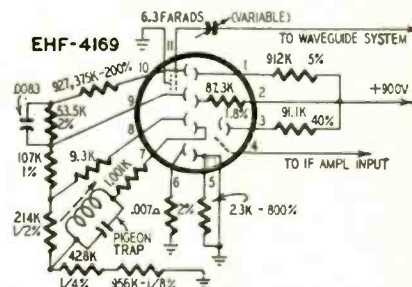 6.3 FARADS
(VARIABLE)
TO WAVEGUIDE SYSTEM
EHF-4169
11
927,375K-200%
10
1
912K 5%
.0083
53.5K
2%
9
87.3K
1.8%
2
+900V
8
3
91.1K
40%
107K
1%
9.3K
7
4
1.001K
TO IF AMPL INPUT
6
5
.007Ω
2%
2.3K-800%
214K
1/2%
PIGEON
TRAP
428K
1/4%
956K-1/8%